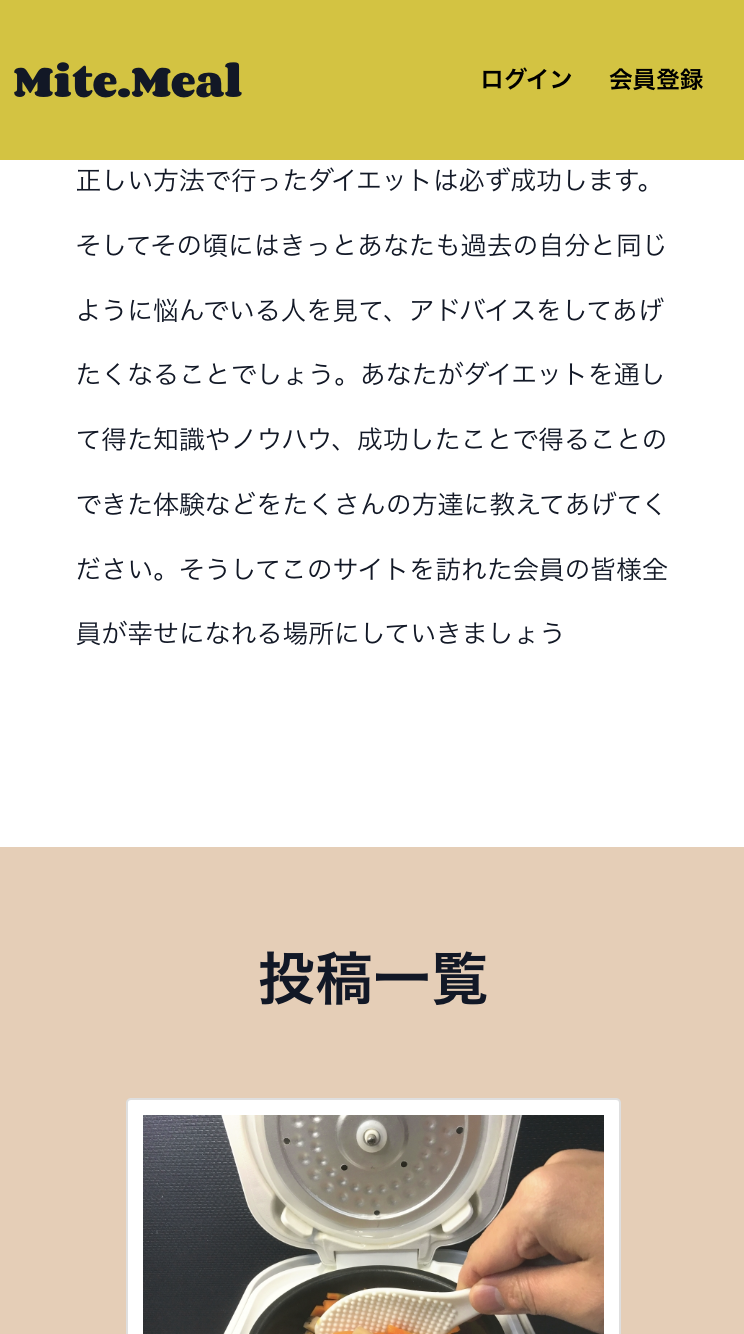 Mite.Meal
ログイン 会員登録
正しい方法で行ったダイエットは必ず成功します。
そしてその頃にはきっとあなたも過去の自分と同じ
ように悩んでいる人を見て、アドバイスをしてあげ
たくなることでしょう。あなたがダイエットを通し
て得た知識やノウハウ、成功したことで得ることの
できた体験などをたくさんの方達に教えてあげてく
ださい。そうしてこのサイトを訪れた会員の皆様全
員が幸せになれる場所にしていきましょう
投稿一覧